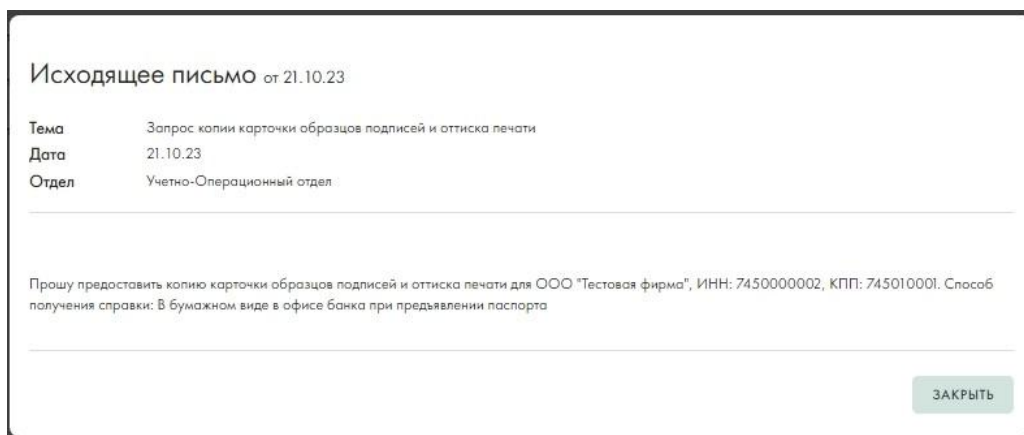 Исходящее письмо от 21.10.23
Тема Запрос копии карточки образцов подписей и оттиска печати
Дата 21.10.23
Отдел Учетно-Операционный отдел
Прошу предоставить копию карточки образцов подписей и оттиска печати для ООО "Тестовая фирма", ИНН: 7450000002, КПП: 745010001. Способ
получения справки: В бумажном виде в офисе банка при предъявлении паспорта
ЗАКРЫТЬ